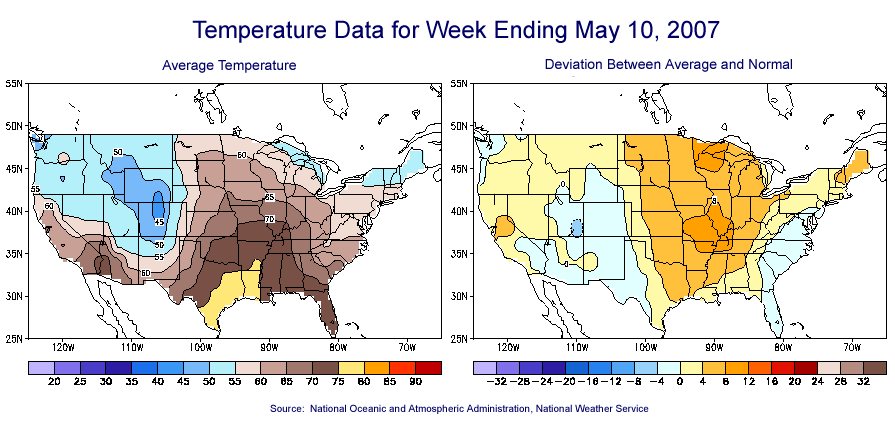 Temperature Data for Week Ending May 10, 2007
Average Temperature
Deviation Between Average and Normal
55N
50N
45N
40N
35N
30N
25N
120W 110W 100W 90W 80W 70W
50
60
55
60
65
70
45
50
55
60
20 25 30 35 40 45 50 55 60 65 70 75 80 85 90
55N
50N
45N
40N
35N
30N
25N
120W 110W 100W 90W 80W 70W
0
8
0
-32 -28 -24 -20 -16 -12 -8 -4 0 4 8 12 16 20 24 28 32
Source: National Oceanic and Atmospheric Administration, National Weather Service